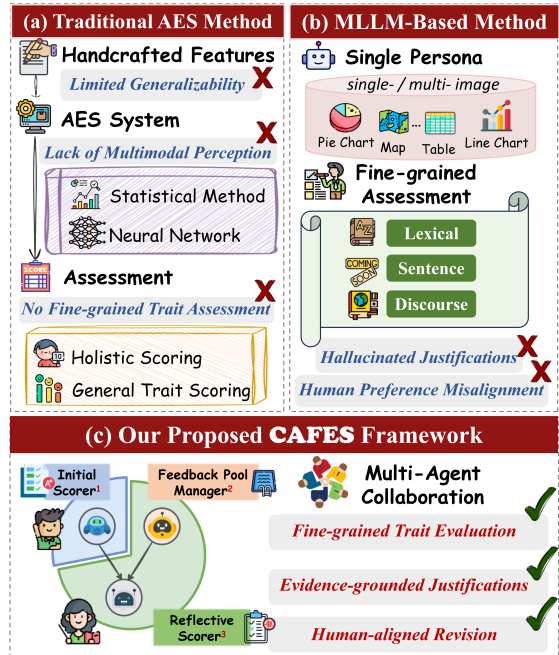 (a) Traditional AES Method
Handcrafted Features
Limited Generalizability
AES System
Lack of Multimodal Perception
Statistical Method
Neural Network
SCORE
Assessment
No Fine-grained Trait Assessment
10
Holistic Scoring
General Trait Scoring
(b) MLLM-Based Method
Single Persona
single- / multi- image
Pie Chart
Map
...
Table
Line Chart
Fine-grained
Assessment
AZ
Lexical
COMING
SOON
Sentence
Discourse
Hallucinated Justifications
Human Preference Misalignment
(c) Our Proposed CAFES Framework
A+
Initial
Scorer1
Feedback Pool
Manager2
Reflective
Scorer3
Multi-Agent
Collaboration
Fine-grained Trait Evaluation
Evidence-grounded Justifications
Human-aligned Revision